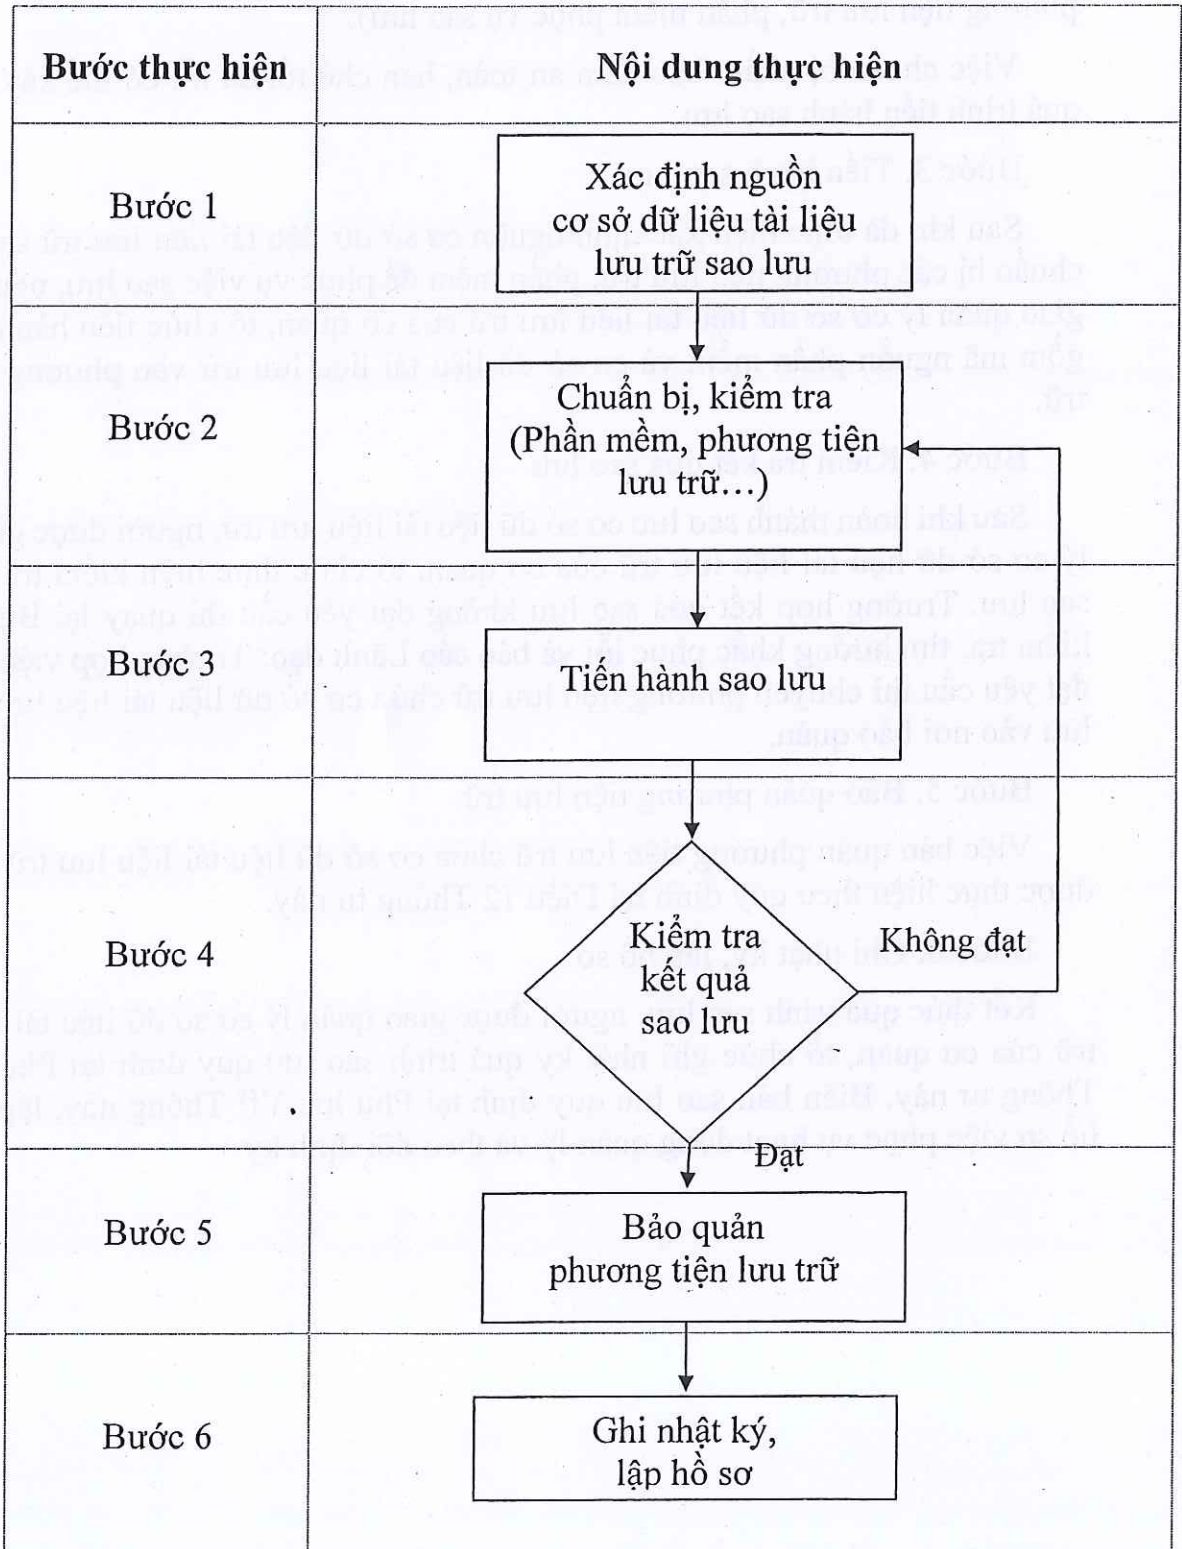 Bước thực hiện
Nội dung thực hiện
Bước 1
Xác định nguồn
cơ sở dữ liệu tài liệu
lưu trữ sao lưu
Bước 2
Chuẩn bị, kiểm tra
(Phần mềm, phương tiện
lưu trữ...)
Bước 3
Tiến hành sao lưu
Bước 4
Kiểm tra
kết quả
sao lưu
Không đạt
Đạt
Bước 5
Bảo quản
phương tiện lưu trữ
Bước 6
Ghi nhật ký,
lập hồ sơ